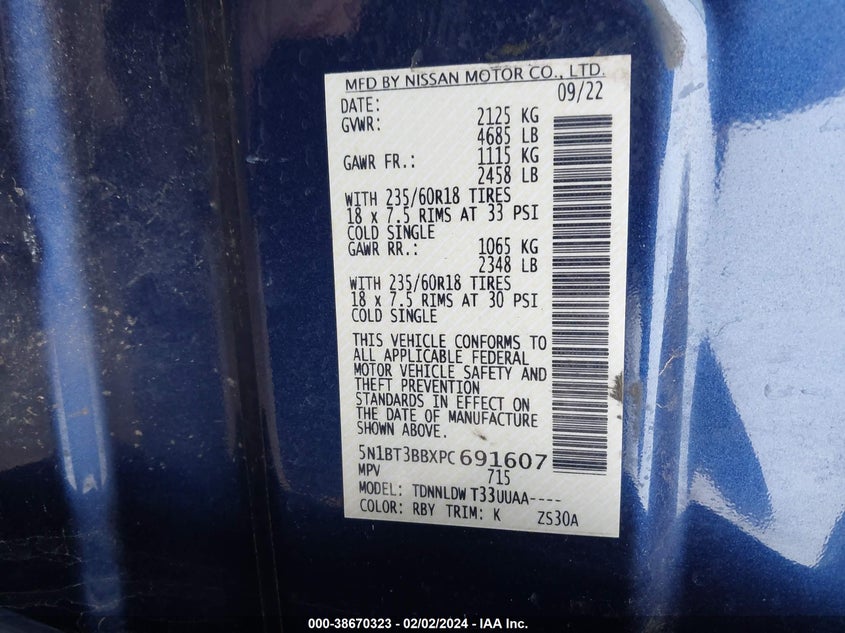 MFD BY NISSAN MOTOR CO., LTD.
DATE: 09/22
GVWR: 2125 KG
4685 LB
GAWR FR.: 1115 KG
2458 LB
WITH 235/60R18 TIRES
18 x 7.5 RIMS AT 33 PSI
COLD SINGLE
GAWR RR.: 1065 KG
2348 LB
WITH 235/60R18 TIRES
18 x 7.5 RIMS AT 30 PSI
COLD SINGLE
THIS VEHICLE CONFORMS TO
ALL APPLICABLE FEDERAL
MOTOR VEHICLE SAFETY AND
THEFT PREVENTION
STANDARDS IN EFFECT ON
THE DATE OF MANUFACTURE
SHOWN ABOVE.
5N1BT3BBXPC691607
MPV 715
MODEL: TDNNLDW T33UUAA----
COLOR: RBY TRIM: K ZS30A
000-38670323 - 02/02/2024 - IAA Inc.